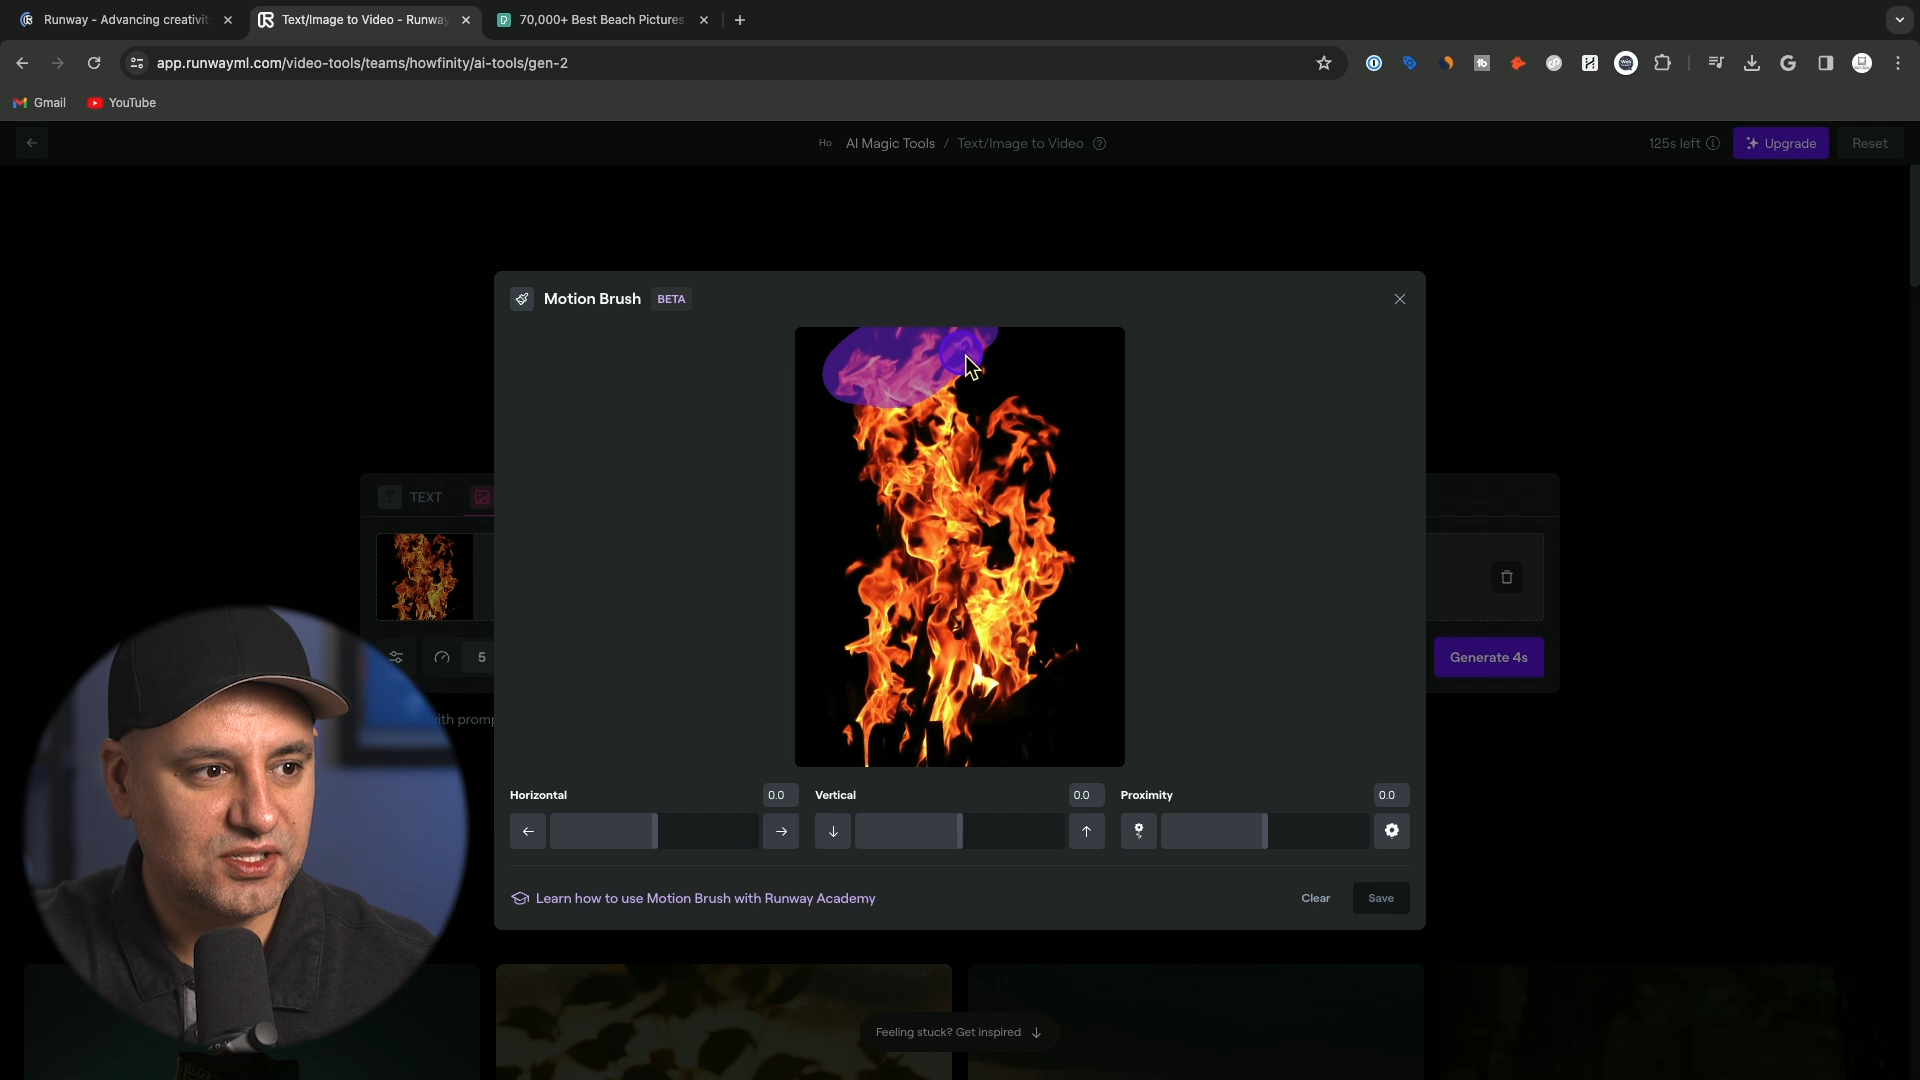 Runway - Advancing creativit
Text/Image to Video - Runway
70,000+ Best Beach Pictures
app.runwayml.com/video-tools/teams/howfinity/ai-tools/gen-2
Gmail
YouTube
Ho AI Magic Tools / Text/Image to Video
125s left
Upgrade
Reset
Motion Brush BETA
TEXT
5
Generate 4s
ith promp
Horizontal 0.0
Vertical 0.0
Proximity 0.0
Learn how to use Motion Brush with Runway Academy
Clear
Save
Feeling stuck? Get inspired